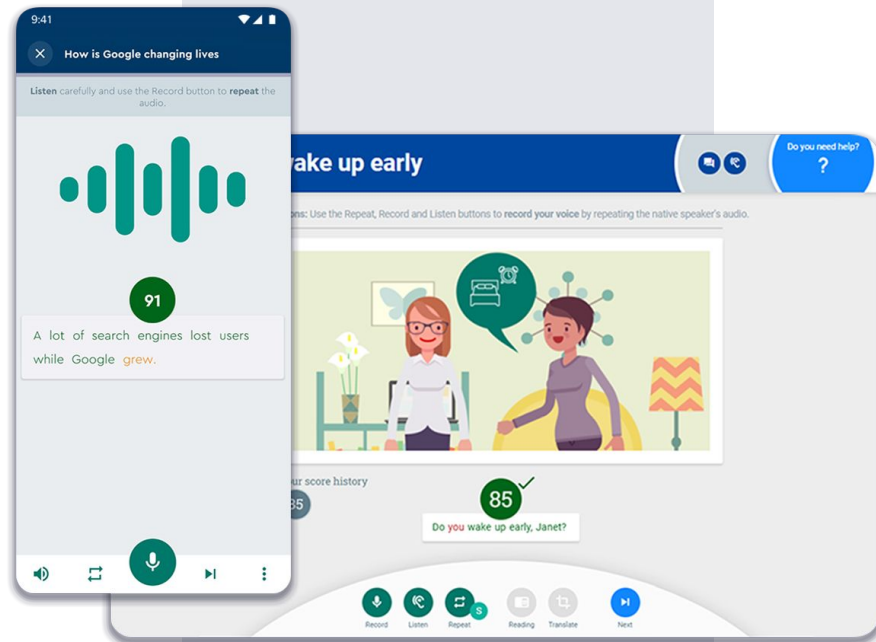 9:41
How is Google changing lives
Listen carefully and use the Record button to repeat the
audio.
91
A lot of search engines lost users
while Google grew.
ake up early
Do you need help?
?
ons: Use the Repeat, Record and Listen buttons to record your voice by repeating the native speaker's audio.
ur score history
85
85
Do you wake up early, Janet?
S
Record
Listen
Repeat
Reading
Translate
Next